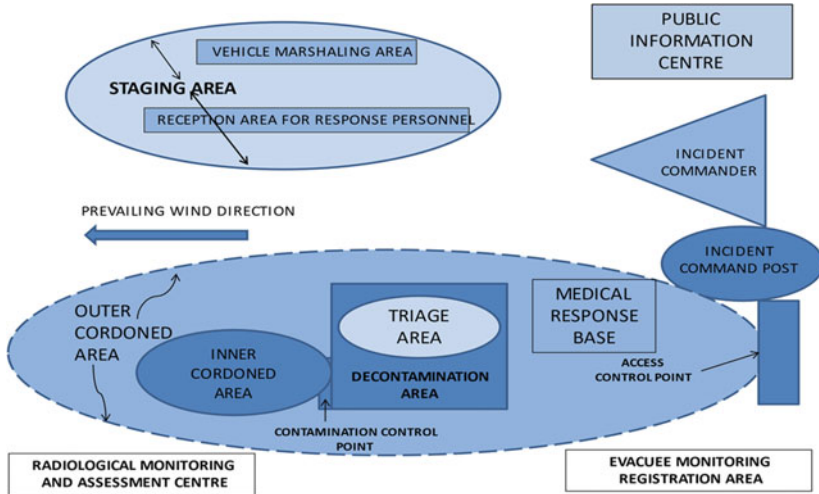 VEHICLE MARSHALING AREA
STAGING AREA
RECEPTION AREA FOR RESPONSE PERSONNEL
PUBLIC
INFORMATION
CENTRE
INCIDENT
COMMANDER
PREVAILING WIND DIRECTION
INCIDENT
COMMAND POST
OUTER
CORDONED
AREA
INNER
CORDONED
AREA
TRIAGE
AREA
DECONTAMINATION
AREA
MEDICAL
RESPONSE
BASE
ACCESS
CONTROL POINT
CONTAMINATION CONTROL
POINT
RADIOLOGICAL MONITORING
AND ASSESSMENT CENTRE
EVACUEE MONITORING
REGISTRATION AREA